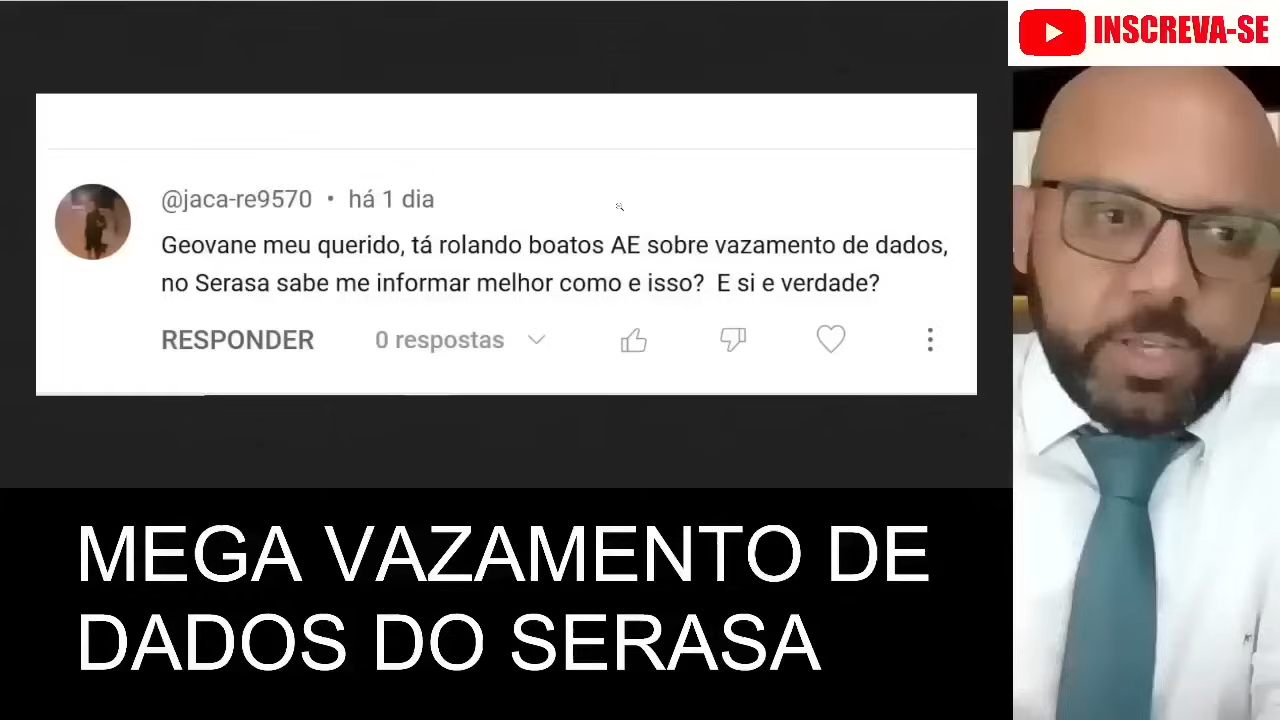 INSCREVA-SE
@jaca-re9570 • há 1 dia
Geovane meu querido, tá rolando boatos AE sobre vazamento de dados,
no Serasa sabe me informar melhor como e isso? E si e verdade?
RESPONDER 0 respostas
MEGA VAZAMENTO DE
DADOS DO SERASA